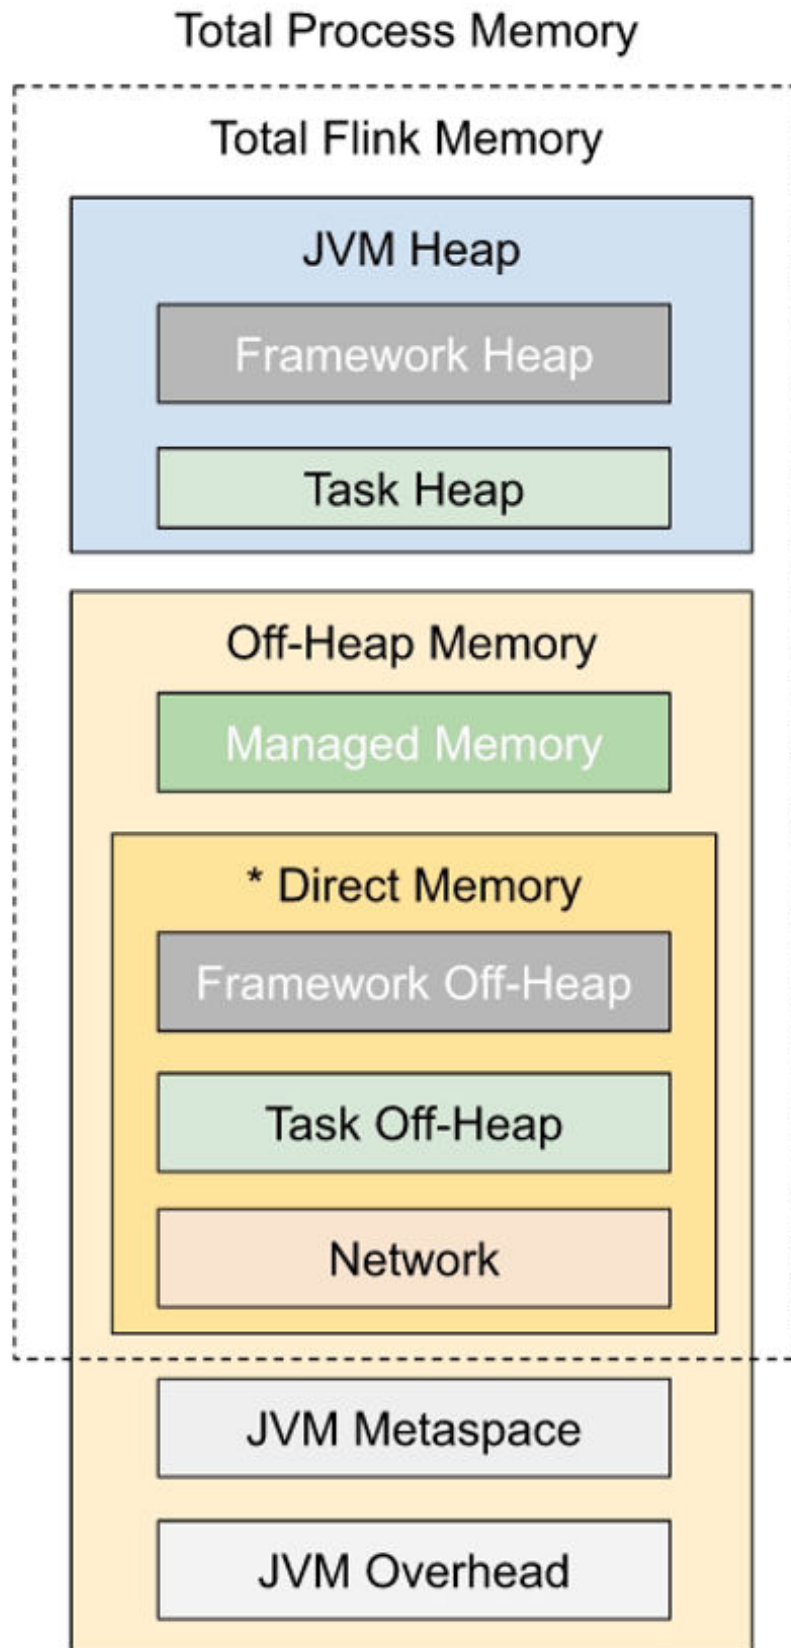 Total Process Memory
Total Flink Memory
JVM Heap
Framework Heap
Task Heap
Off-Heap Memory
Managed Memory
* Direct Memory
Framework Off-Heap
Task Off-Heap
Network
JVM Metaspace
JVM Overhead